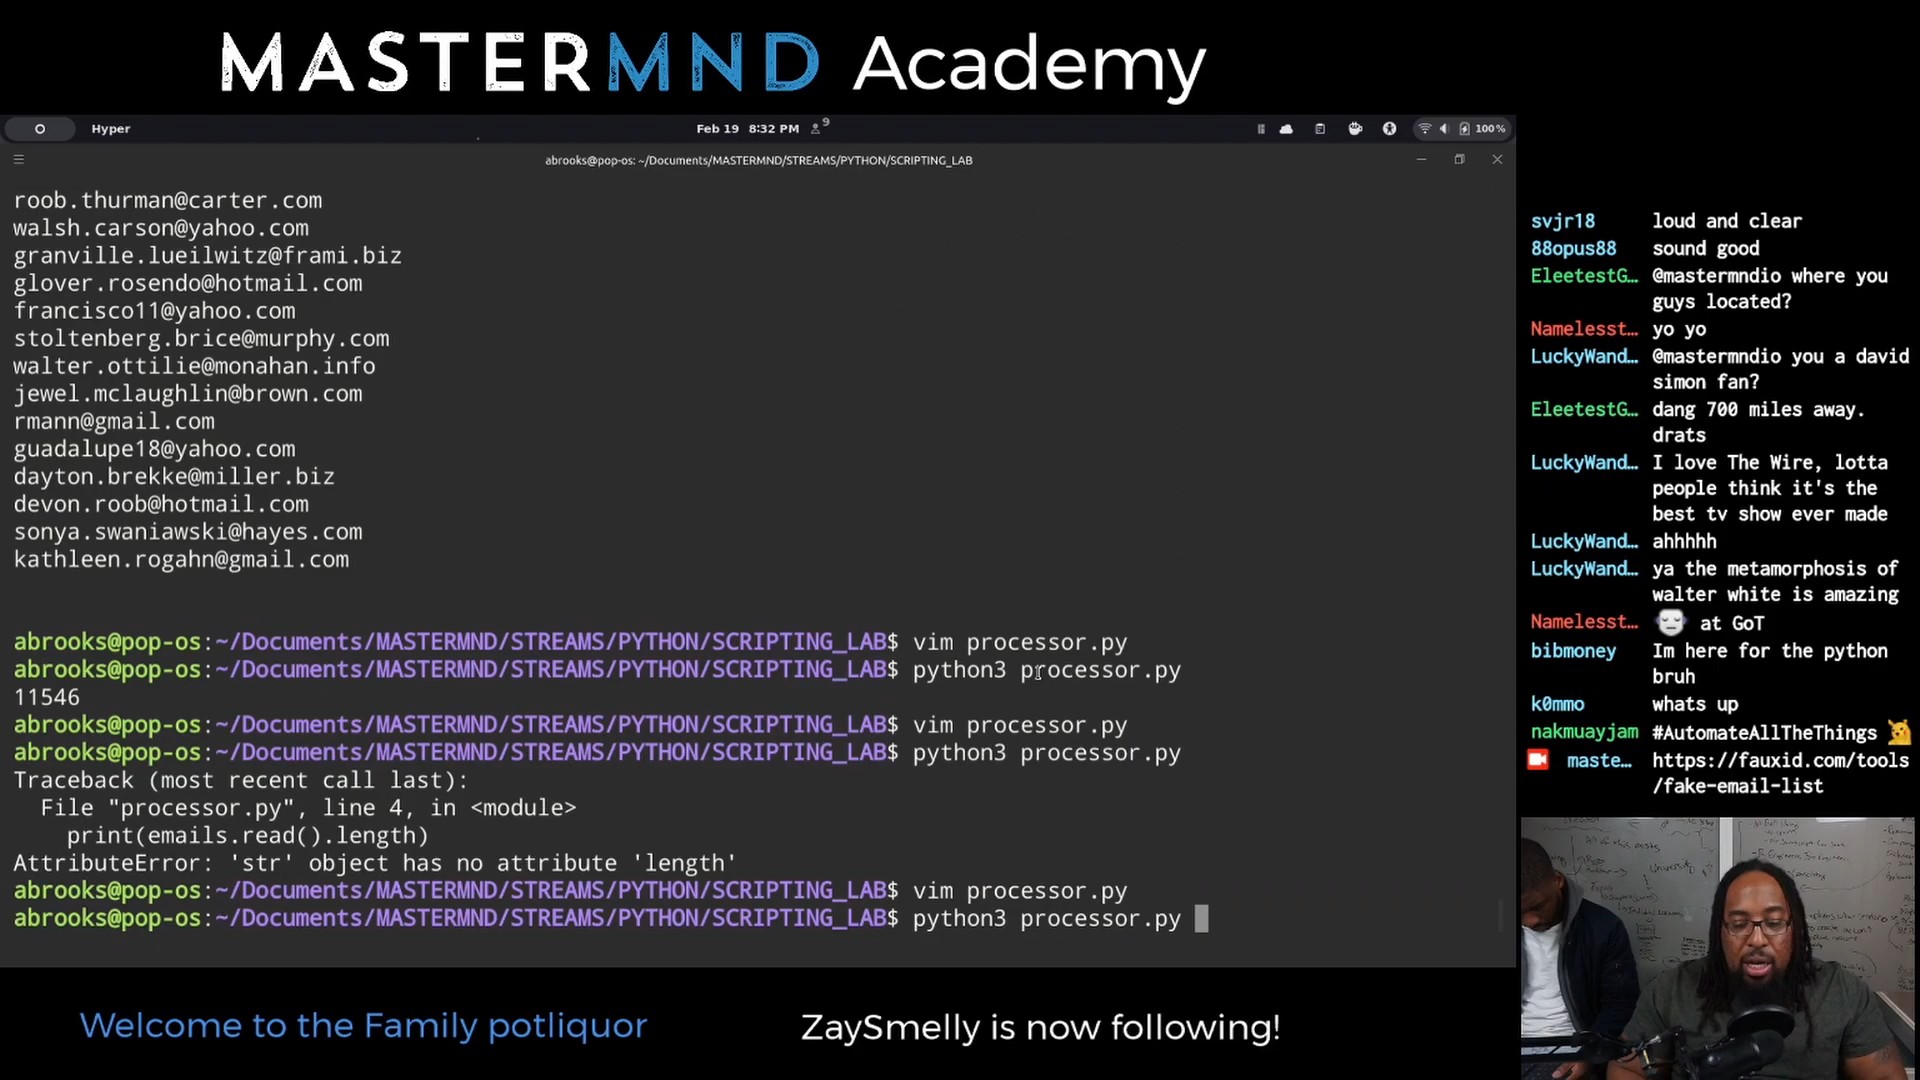 MASTERMND Academy
Hyper
Feb 19 8:32 PM
9
100%
abrooks@pop-os: ~/Documents/MASTERMND/STREAMS/PYTHON/SCRIPTING_LAB
roob.thurman@carter.com
walsh.carson@yahoo.com
granville.lueilwitz@frami.biz
glover.rosendo@hotmail.com
francisco11@yahoo.com
stoltenberg.brice@murphy.com
walter.ottilie@monahan.info
jewel.mclaughlin@brown.com
rmann@gmail.com
guadalupe18@yahoo.com
dayton.brekke@miller.biz
devon.roob@hotmail.com
sonya.swaniawski@hayes.com
kathleen.rogahn@gmail.com
abrooks@pop-os:~/Documents/MASTERMND/STREAMS/PYTHON/SCRIPTING_LAB$ vim processor.py
abrooks@pop-os:~/Documents/MASTERMND/STREAMS/PYTHON/SCRIPTING_LAB$ python3 processor.py
11546
abrooks@pop-os:~/Documents/MASTERMND/STREAMS/PYTHON/SCRIPTING_LAB$ vim processor.py
abrooks@pop-os:~/Documents/MASTERMND/STREAMS/PYTHON/SCRIPTING_LAB$ python3 processor.py
Traceback (most recent call last):
File "processor.py", line 4, in <module>
print(emails.read().length)
AttributeError: 'str' object has no attribute 'length'
abrooks@pop-os:~/Documents/MASTERMND/STREAMS/PYTHON/SCRIPTING_LAB$ vim processor.py
abrooks@pop-os:~/Documents/MASTERMND/STREAMS/PYTHON/SCRIPTING_LAB$ python3 processor.py
svjr18 loud and clear
88opus88 sound good
EleetestG… @mastermndio where you
guys located?
Namelesst… yo yo
LuckyWand… @mastermndio you a david
simon fan?
EleetestG… dang 700 miles away.
drats
LuckyWand… I love The Wire, lotta
people think it's the
best tv show ever made
LuckyWand… ahhhhh
LuckyWand… ya the metamorphosis of
walter white is amazing
Namelesst… at GoT
bibmoney Im here for the python
bruh
k0mmo whats up
nakmuayjam #AutomateAllTheThings
maste… https://fauxid.com/tools
/fake-email-list
Welcome to the Family potliquor
ZaySmelly is now following!